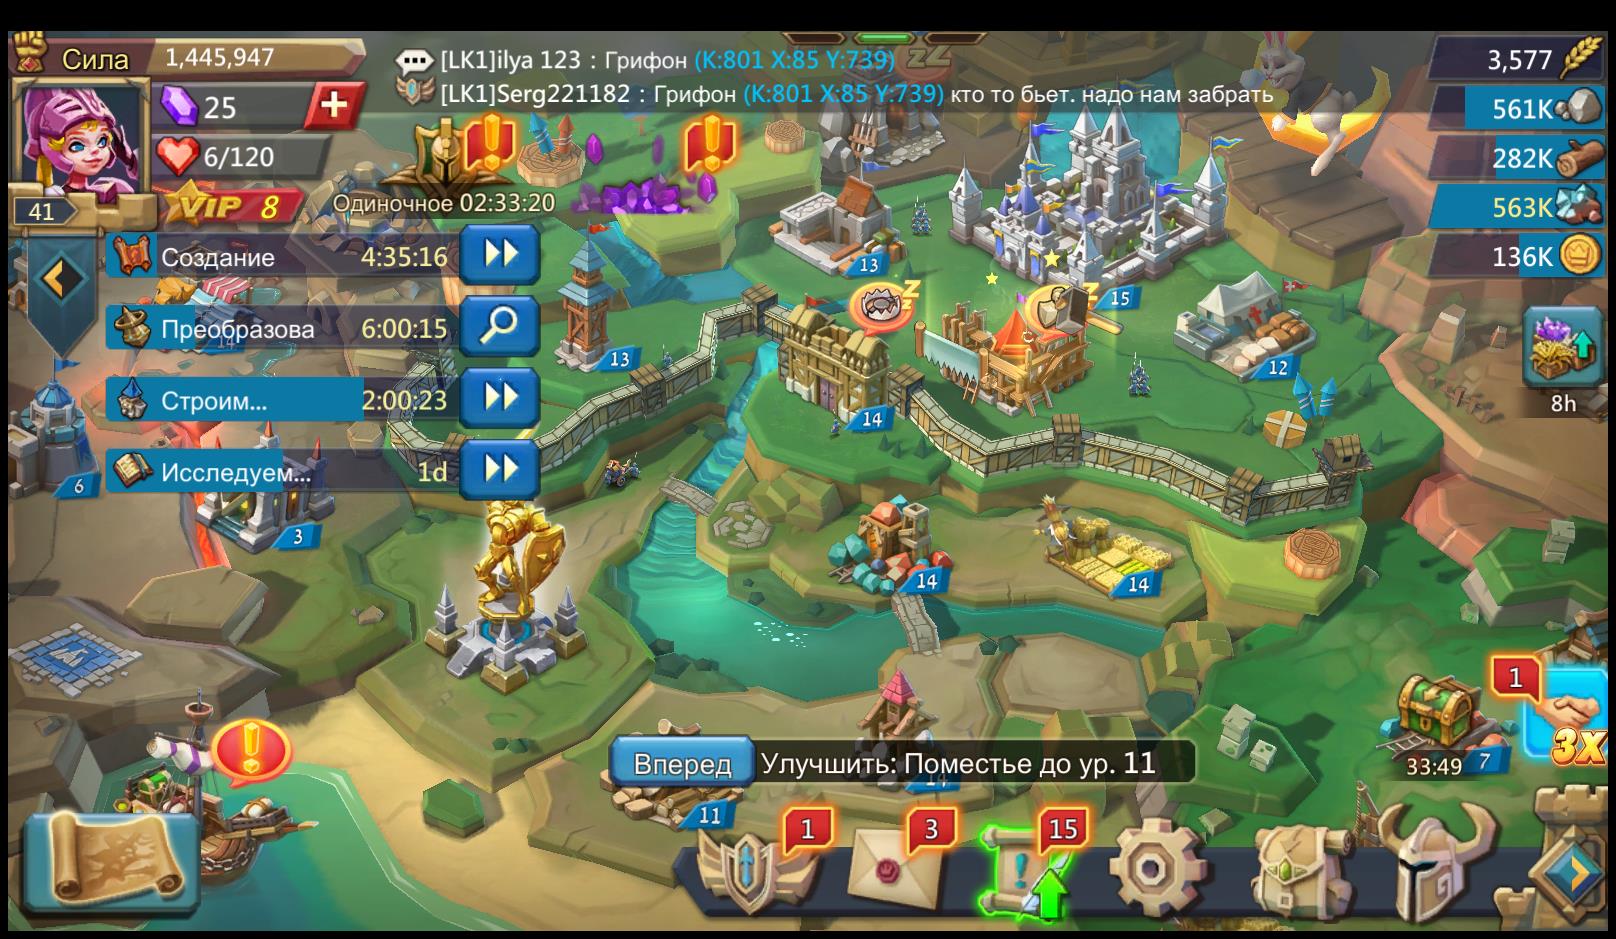 Сила 1,445,947
[LK1]ilya 123 : Грифон (K:801 X:85 Y:739)
[LK1]Serg221182 : Грифон (K:801 X:85 Y:739) кто то бьет. надо нам забрать
3,577
25
561K
6/120
282K
41
VIP 8
Одиночное 02:33:20
563K
136K
Создание 4:35:16
13
15
Преобразова 6:00:15
14
13
12
8h
Строим... 2:00:23
14
Исследуем... 1d
6
3
14
14
1
3X
33:49 7
Вперед
Улучшить: Поместье до ур. 11
14
11
1
3
15